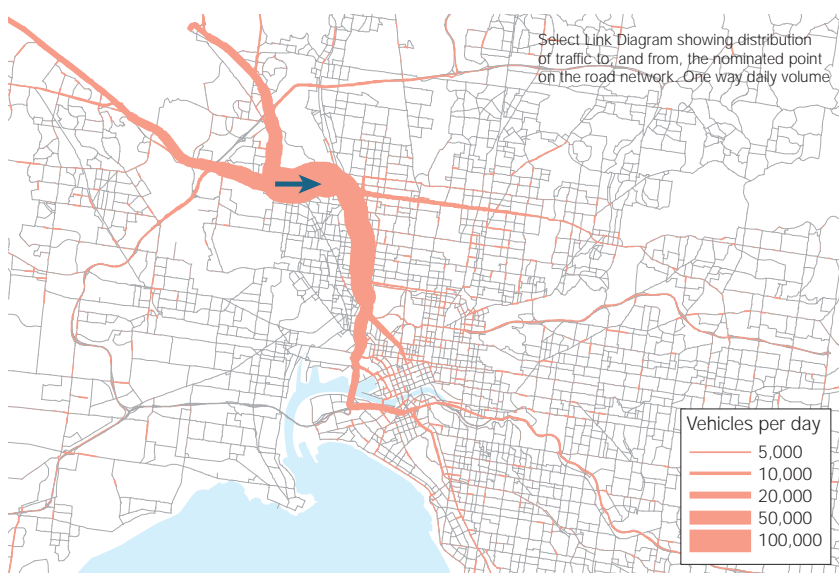 Select Link Diagram showing distribution
of traffic to, and from, the nominated point
on the road network. One way daily volume
Vehicles per day
5,000
10,000
20,000
50,000
100,000